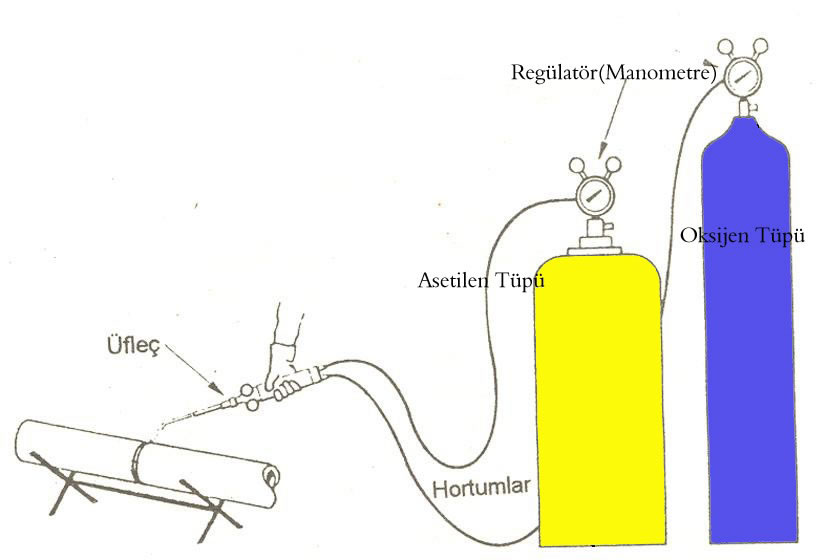 Regülatör(Manometre)
Oksijen Tüpü
Asetilen Tüpü
Üfleç
Hortumlar